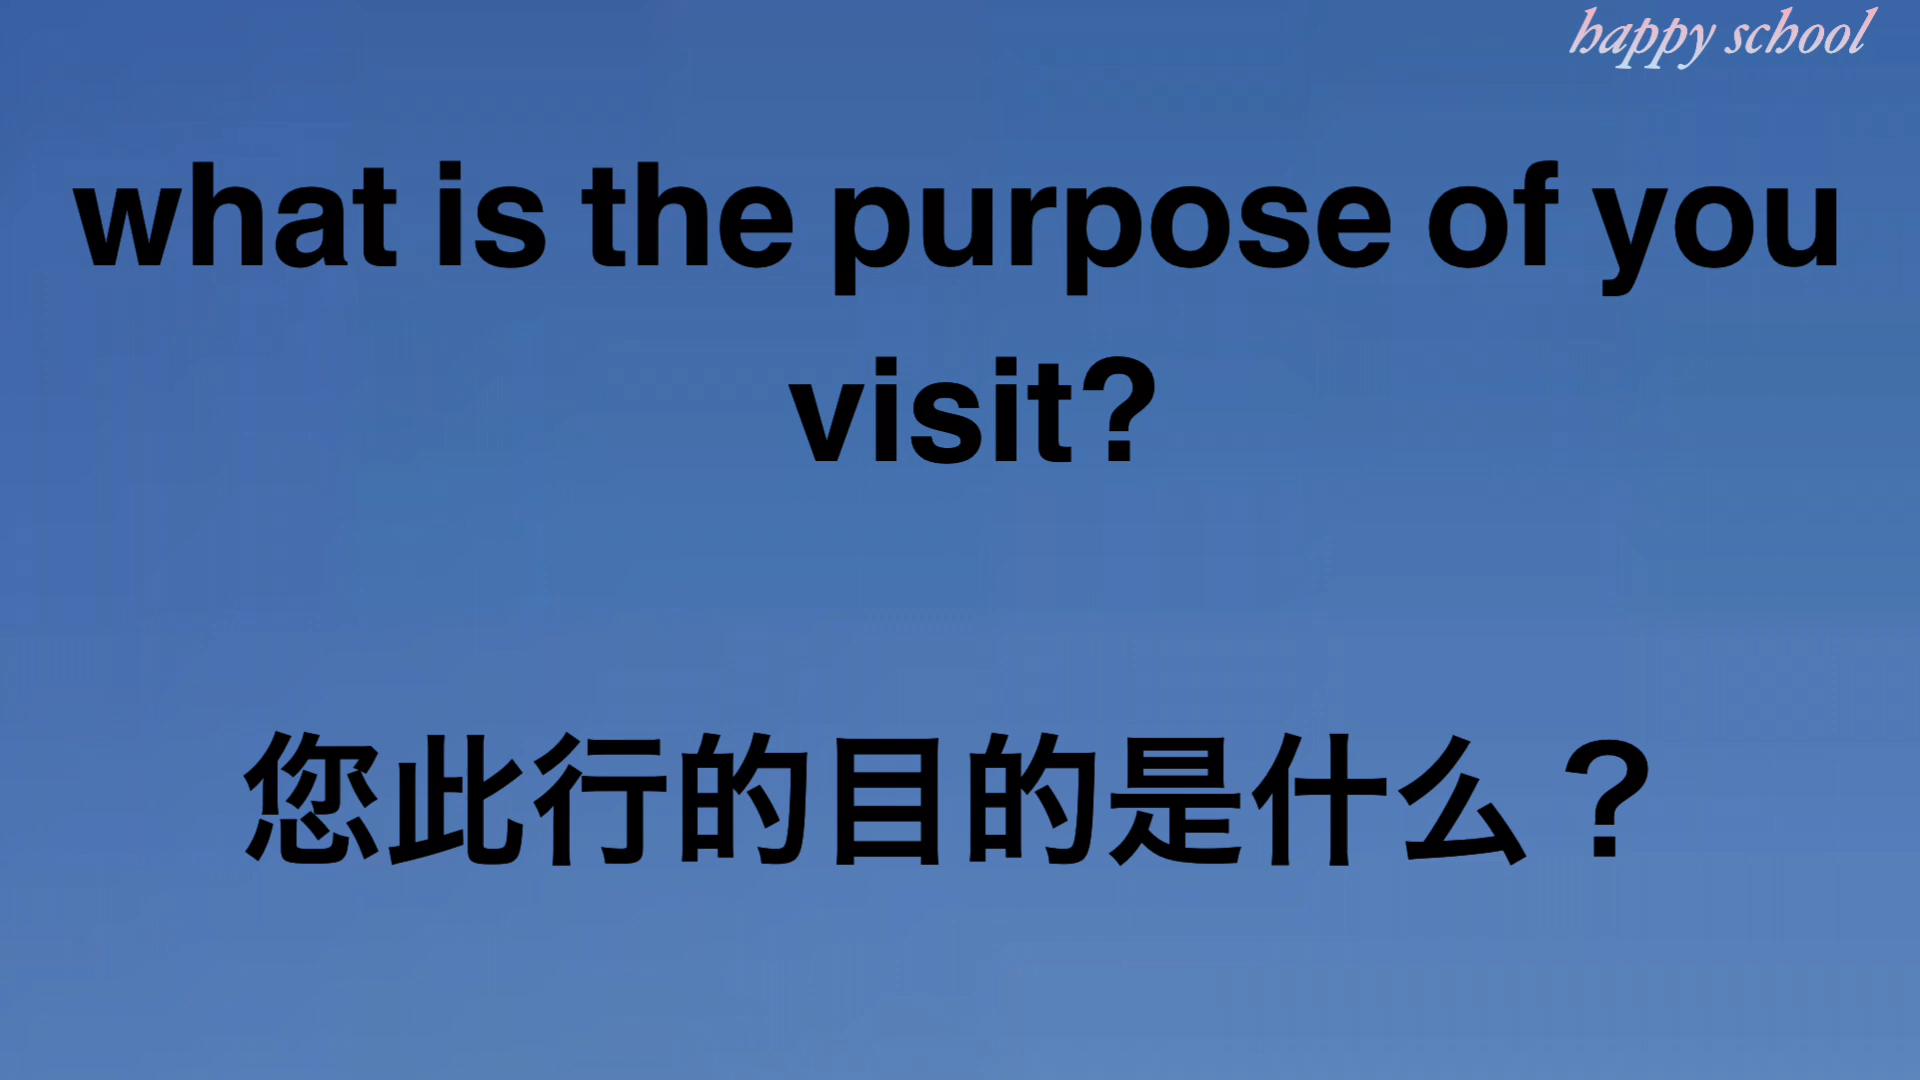 happy school
what is the purpose of you
visit?
您此行的目的是什么？